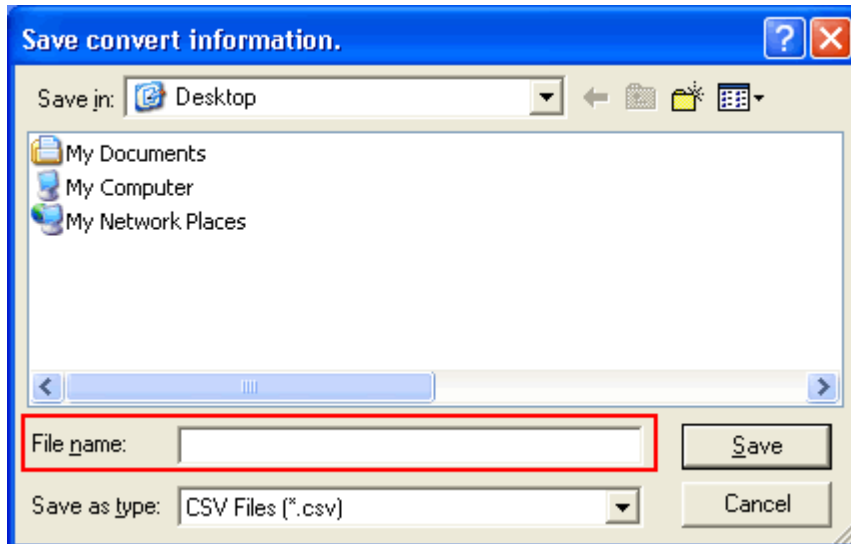 Save convert information.
Save in: Desktop
My Documents
My Computer
My Network Places
File name: Save
Save as type: CSV Files (*.csv) Cancel